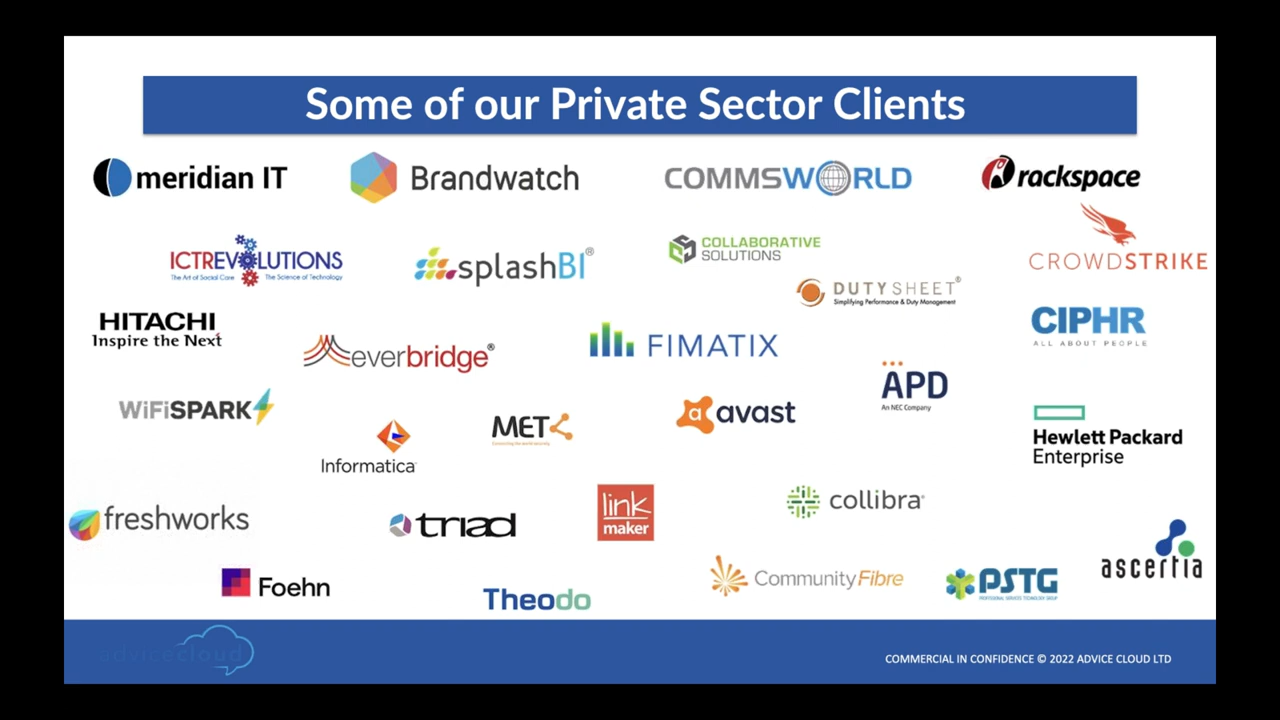 Some of our Private Sector Clients
meridian IT
Brandwatch
COMMSWORLD
rackspace
ICTREVOLUTIONS
The Art of Social Care The Science of Technology
splashBI®
COLLABORATIVE
SOLUTIONS
CROWDSTRIKE
DUTYSHEET®
Simplifying Performance & Duty Management
HITACHI
Inspire the Next
everbridge®
FIMATIX
CIPHR
ALL ABOUT PEOPLE
WiFiSPARK
APD
An NEC Company
Informatica
MET
a avast
Hewlett Packard
Enterprise
freshworks
triad
link
maker
collibra
ascertia
Foehn
Theodo
Community Fibre
PSTG
PROFESSIONAL SERVICES TECHNOLOGY GROUP
advicecloud
COMMERCIAL IN CONFIDENCE © 2022 ADVICE CLOUD LTD